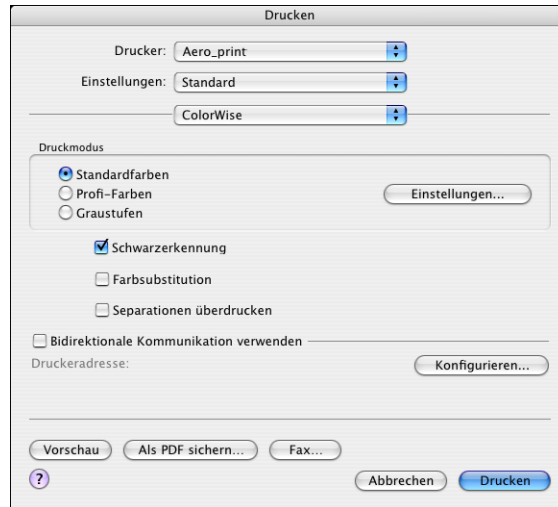 Drucken
Drucker: Aero_print
Einstellungen: Standard
ColorWise
Druckmodus
Standardfarben
Profi-Farben
Einstellungen...
Graustufen
Schwarzerkennung
Farbsubstitution
Separationen überdrucken
Bidirektionale Kommunikation verwenden
Druckeradresse:
Konfigurieren...
Vorschau Als PDF sichern... Fax...
? Abbrechen Drucken